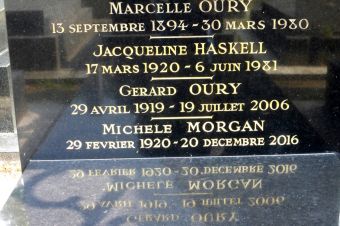 MARCELLE OURY
13 SEPTEMBRE 1894 - 30 MARS 1980
JACQUELINE HASKELL
17 MARS 1920 - 6 JUIN 1981
GERARD OURY
29 AVRIL 1919 - 19 JUILLET 2006
MICHELE MORGAN
29 FEVRIER 1920 - 20 DECEMBRE 2016